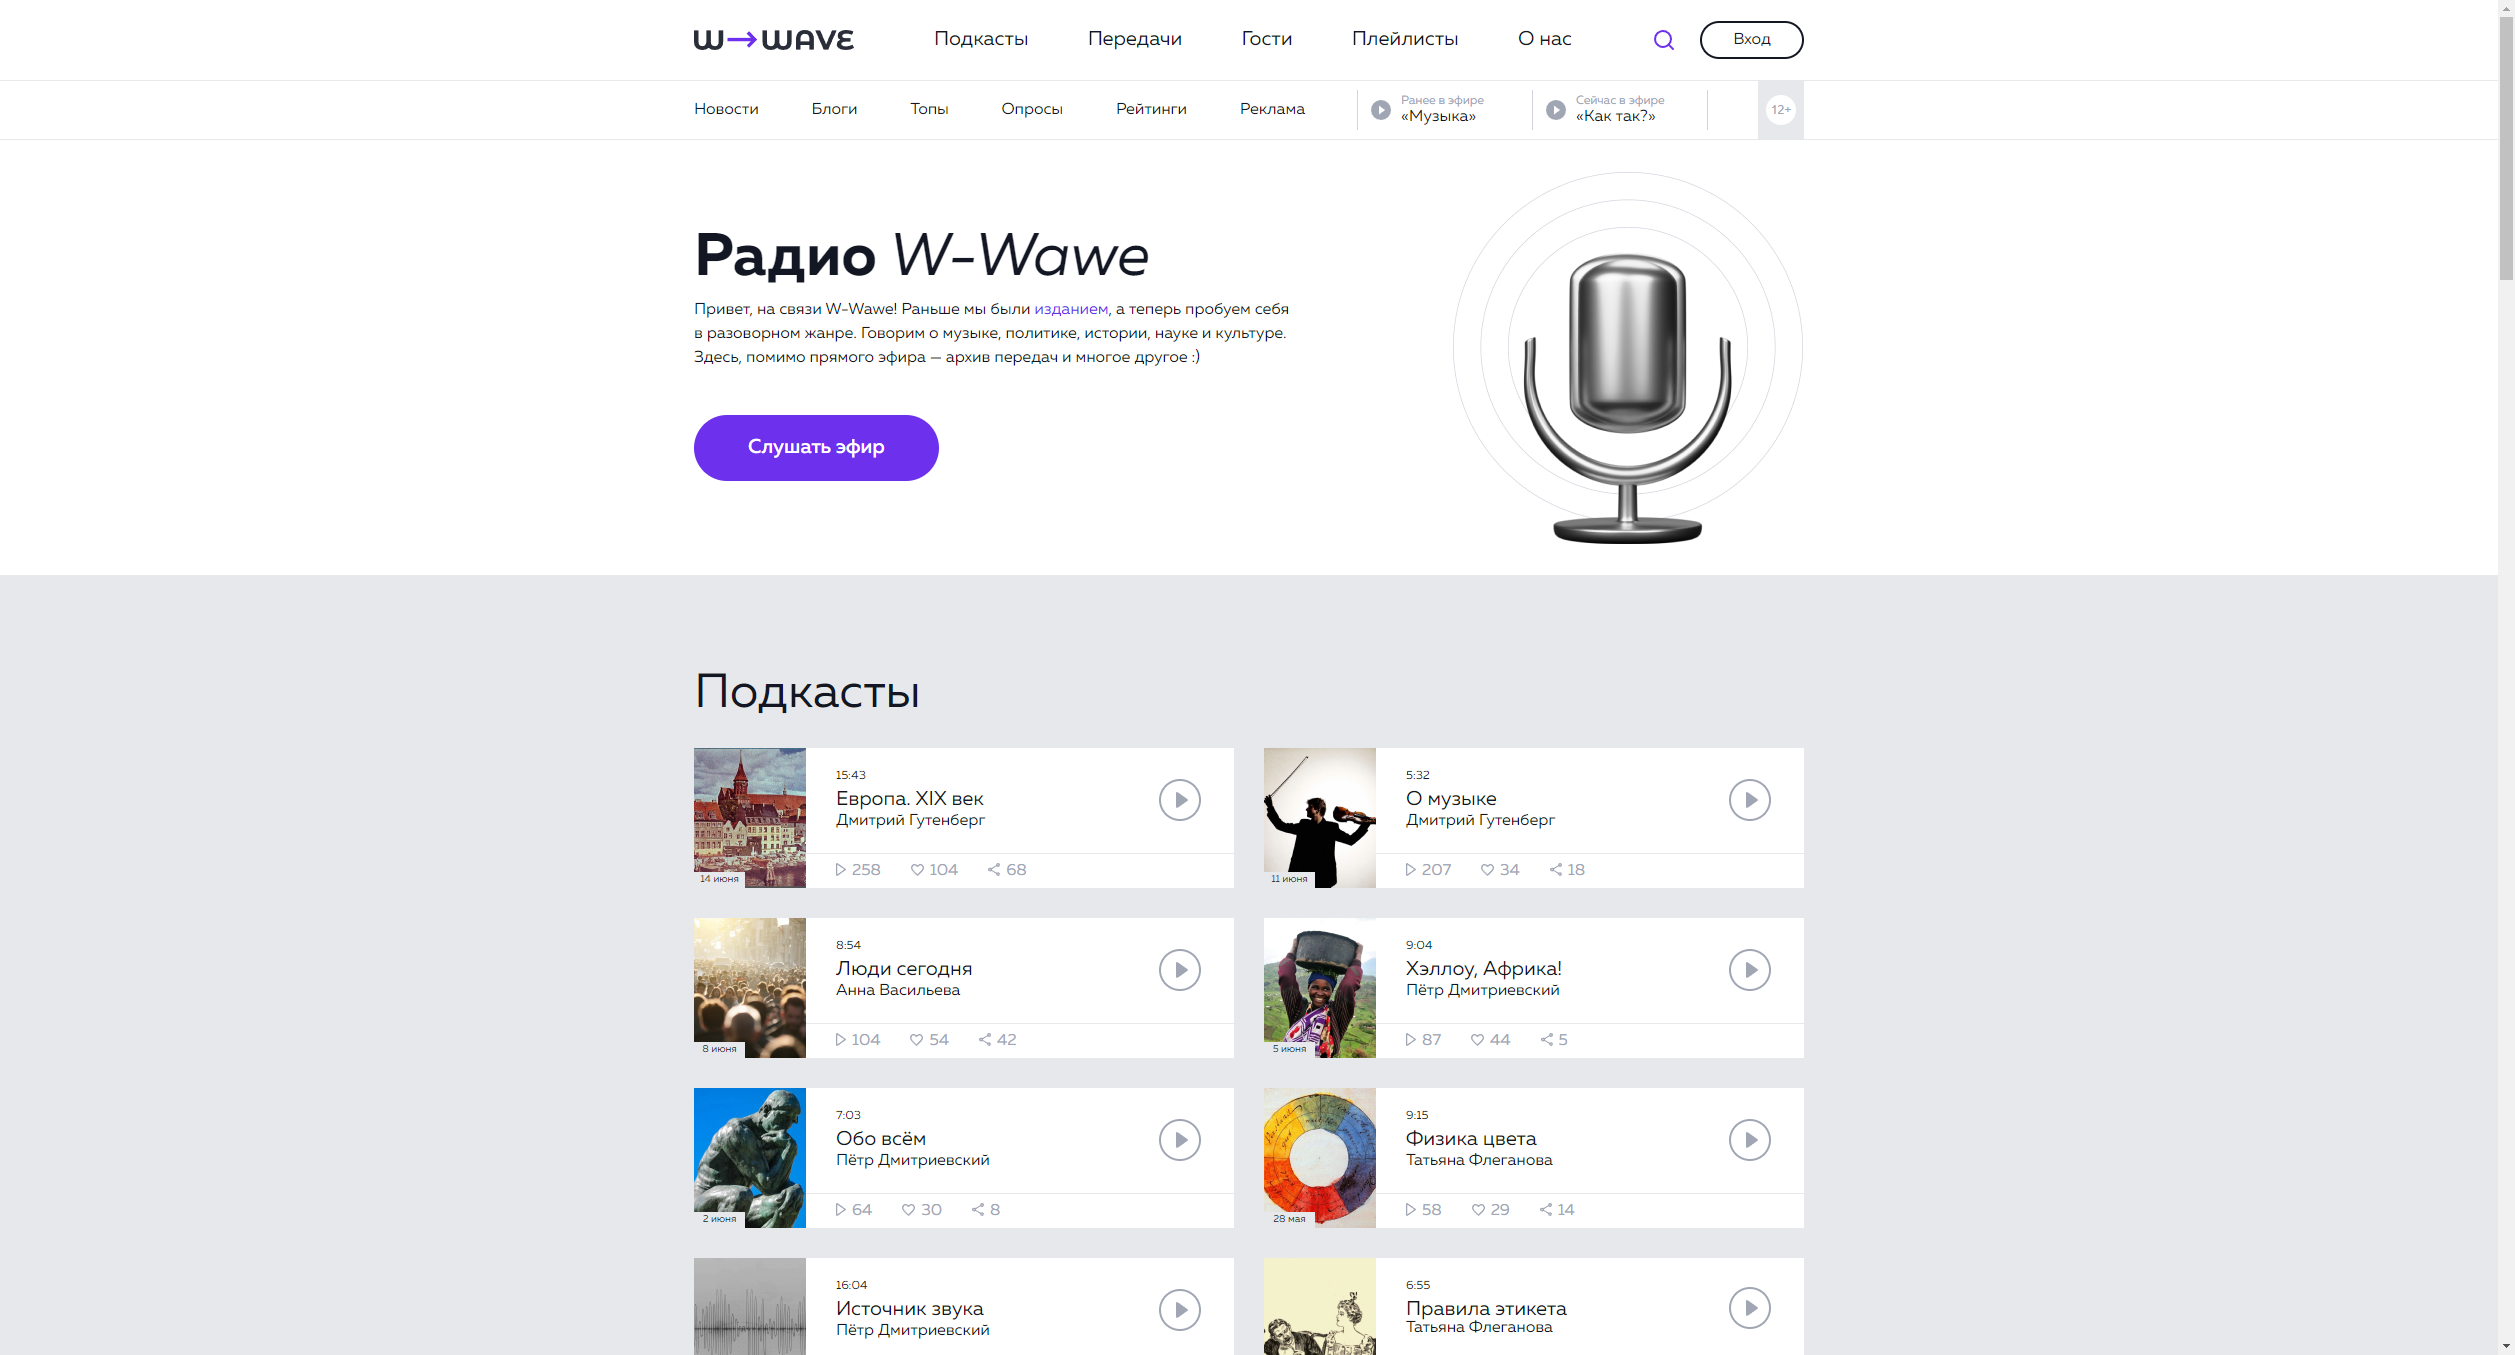 W→WAVE
Подкасты
Передачи
Гости
Плейлисты
О нас
Вход
Новости
Блоги
Топы
Опросы
Рейтинги
Реклама
Ранее в эфире
«Музыка»
Сейчас в эфире
«Как так?»
12+
Радио W-Wawe
Привет, на связи W-Wawe! Раньше мы были изданием, а теперь пробуем себя
в разоворном жанре. Говорим о музыке, политике, истории, науке и культуре.
Здесь, помимо прямого эфира — архив передач и многое другое :)
Слушать эфир
Подкасты
15:43
Европа. XIX век
Дмитрий Гутенберг
258 104 68
14 июня
5:32
О музыке
Дмитрий Гутенберг
207 34 18
11 июня
8:54
Люди сегодня
Анна Васильева
104 54 42
8 июня
9:04
Хэллоу, Африка!
Пётр Дмитриевский
87 44 5
5 июня
7:03
Обо всём
Пётр Дмитриевский
64 30 8
2 июня
9:15
Физика цвета
Татьяна Флеганова
58 29 14
28 мая
16:04
Источник звука
Пётр Дмитриевский
6:55
Правила этикета
Татьяна Флеганова